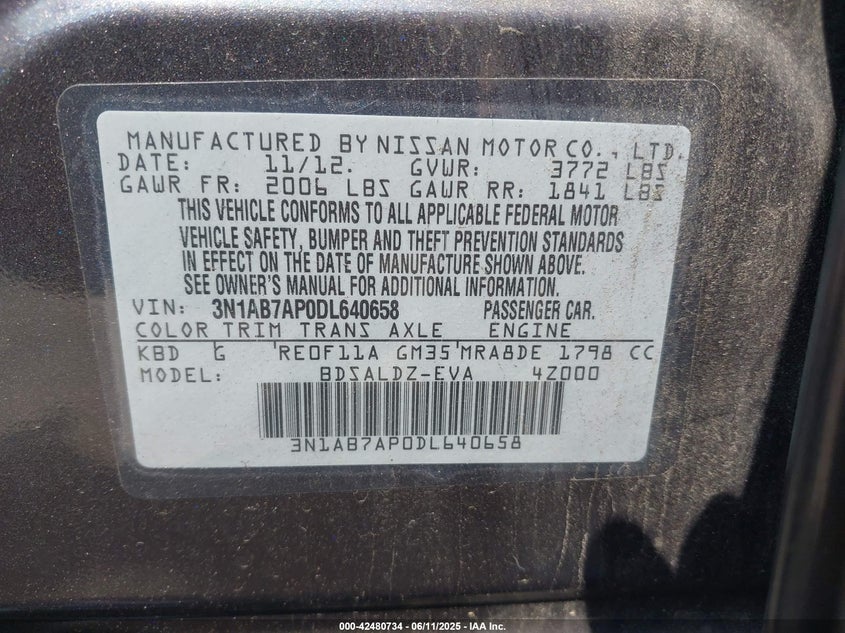 MANUFACTURED BY NISSAN MOTOR CO., LTD.
DATE: 11/12. GVWR: 3772 LBS
GAWR FR: 2006 LBS GAWR RR: 1841 LBS
THIS VEHICLE CONFORMS TO ALL APPLICABLE FEDERAL MOTOR
VEHICLE SAFETY, BUMPER AND THEFT PREVENTION STANDARDS
IN EFFECT ON THE DATE OF MANUFACTURE SHOWN ABOVE.
SEE OWNER'S MANUAL FOR ADDITIONAL INFORMATION.
VIN: 3N1AB7AP0DL640658 PASSENGER CAR.
COLOR TRIM TRANS AXLE ENGINE
KBD G RE0F11A GM35 MRA8DE 1798 CC
MODEL: BDSALDZ-EVA 4Z000
3N1AB7AP0DL640658
000-42480734 - 06/11/2025 - IAA Inc.